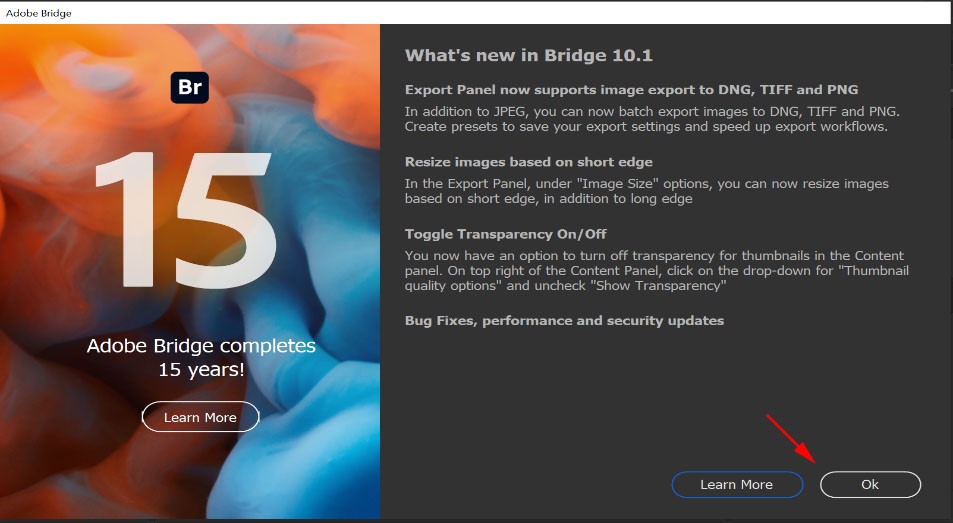 Adobe Bridge
Br
15
Adobe Bridge completes
15 years!
Learn More
What's new in Bridge 10.1
Export Panel now supports image export to DNG, TIFF and PNG
In addition to JPEG, you can now batch export images to DNG, TIFF and PNG.
Create presets to save your export settings and speed up export workflows.
Resize images based on short edge
In the Export Panel, under "Image Size" options, you can now resize images
based on short edge, in addition to long edge
Toggle Transparency On/Off
You now have an option to turn off transparency for thumbnails in the Content
panel. On top right of the Content Panel, click on the drop-down for "Thumbnail
quality options" and uncheck "Show Transparency"
Bug Fixes, performance and security updates
Learn More
Ok